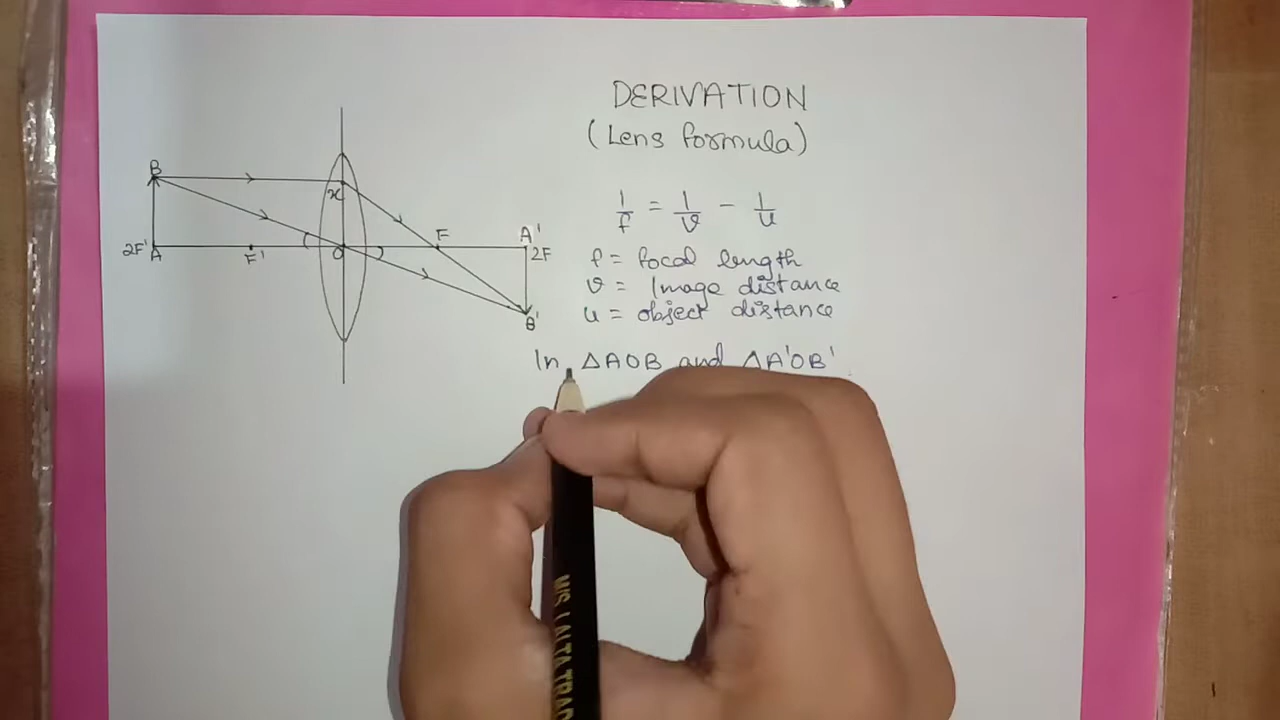 DERIVATION
(Lens formula)
1/f = 1/v - 1/u
f = focal length
v = Image distance
u = object distance
In ΔAOB and ΔA'OB'
B
x
2F'
A
F'
O
F
A'
2F
B'